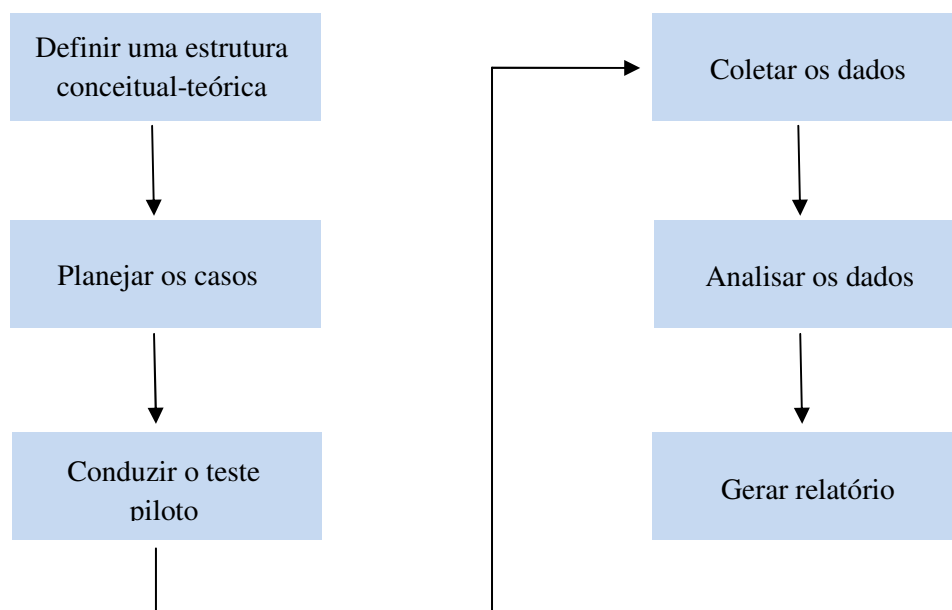 Definir uma estrutura
conceitual-teórica
Planejar os casos
Conduzir o teste
piloto
Coletar os dados
Analisar os dados
Gerar relatório